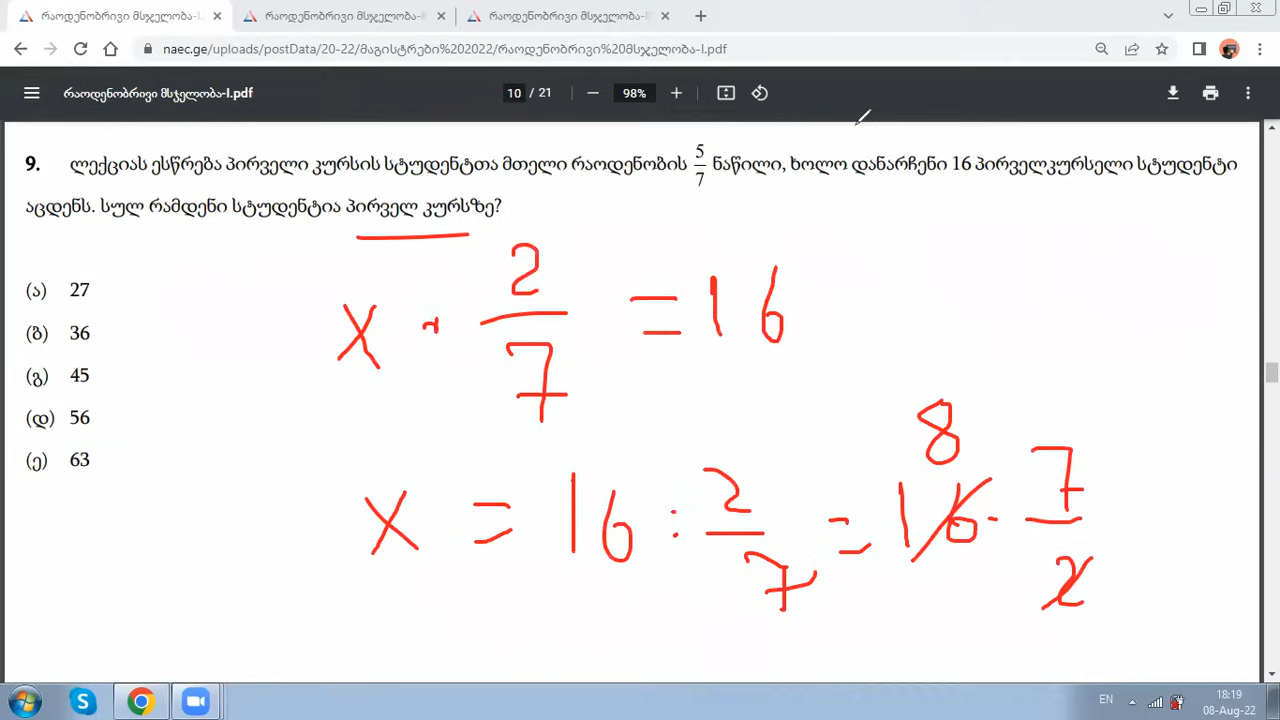 რაოდენობრივი მსჯელობა-I.
რაოდენობრივი მსჯელობა-II
რაოდენობრივი მსჯელობა-III
naec.ge/uploads/postData/20-22/მაგისტრები%202022/რაოდენობრივი%20მსჯელობა-I.pdf
რაოდენობრივი მსჯელობა-I.pdf
10 / 21
98%
9. ლექციას ესწრება პირველი კურსის სტუდენტთა მთელი რაოდენობის 5/7 ნაწილი, ხოლო დანარჩენი 16 პირველკურსელი სტუდენტი
აცდენს. სულ რამდენი სტუდენტია პირველ კურსზე?
(ა) 27
(ბ) 36
(გ) 45
(დ) 56
(ე) 63
x · 2/7 = 16
8
x = 16 : 2/7 = 16 · 7/2
EN
18:19
08-Aug-22